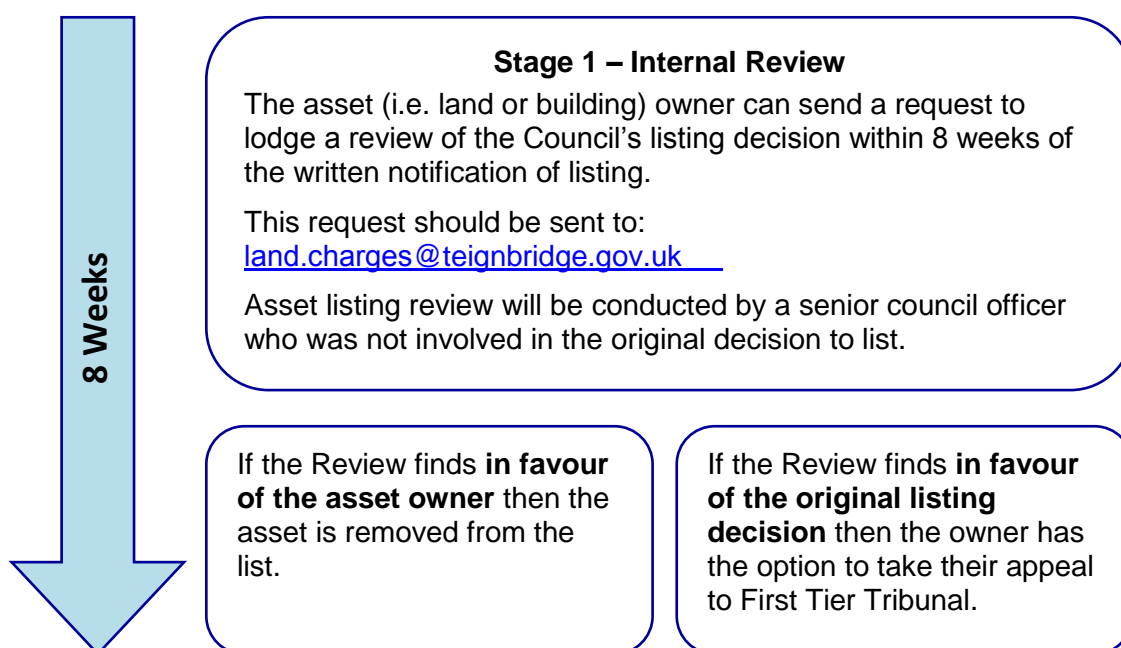 8 Weeks
Stage 1 – Internal Review
The asset (i.e. land or building) owner can send a request to
lodge a review of the Council’s listing decision within 8 weeks of
the written notification of listing.
This request should be sent to:
land.charges@teignbridge.gov.uk
Asset listing review will be conducted by a senior council officer
who was not involved in the original decision to list.
If the Review finds in favour
of the asset owner then the
asset is removed from the
list.
If the Review finds in favour
of the original listing
decision then the owner has
the option to take their appeal
to First Tier Tribunal.